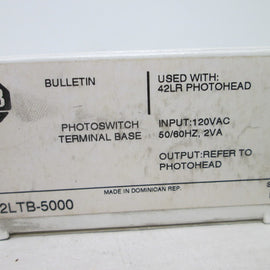 BULLETIN
USED WITH:
42LR PHOTOHEAD
PHOTOSWITCH
TERMINAL BASE
INPUT:120VAC
50/60HZ, 2VA
OUTPUT:REFER TO
PHOTOHEAD
MADE IN DOMINICAN REP.
2LTB-5000